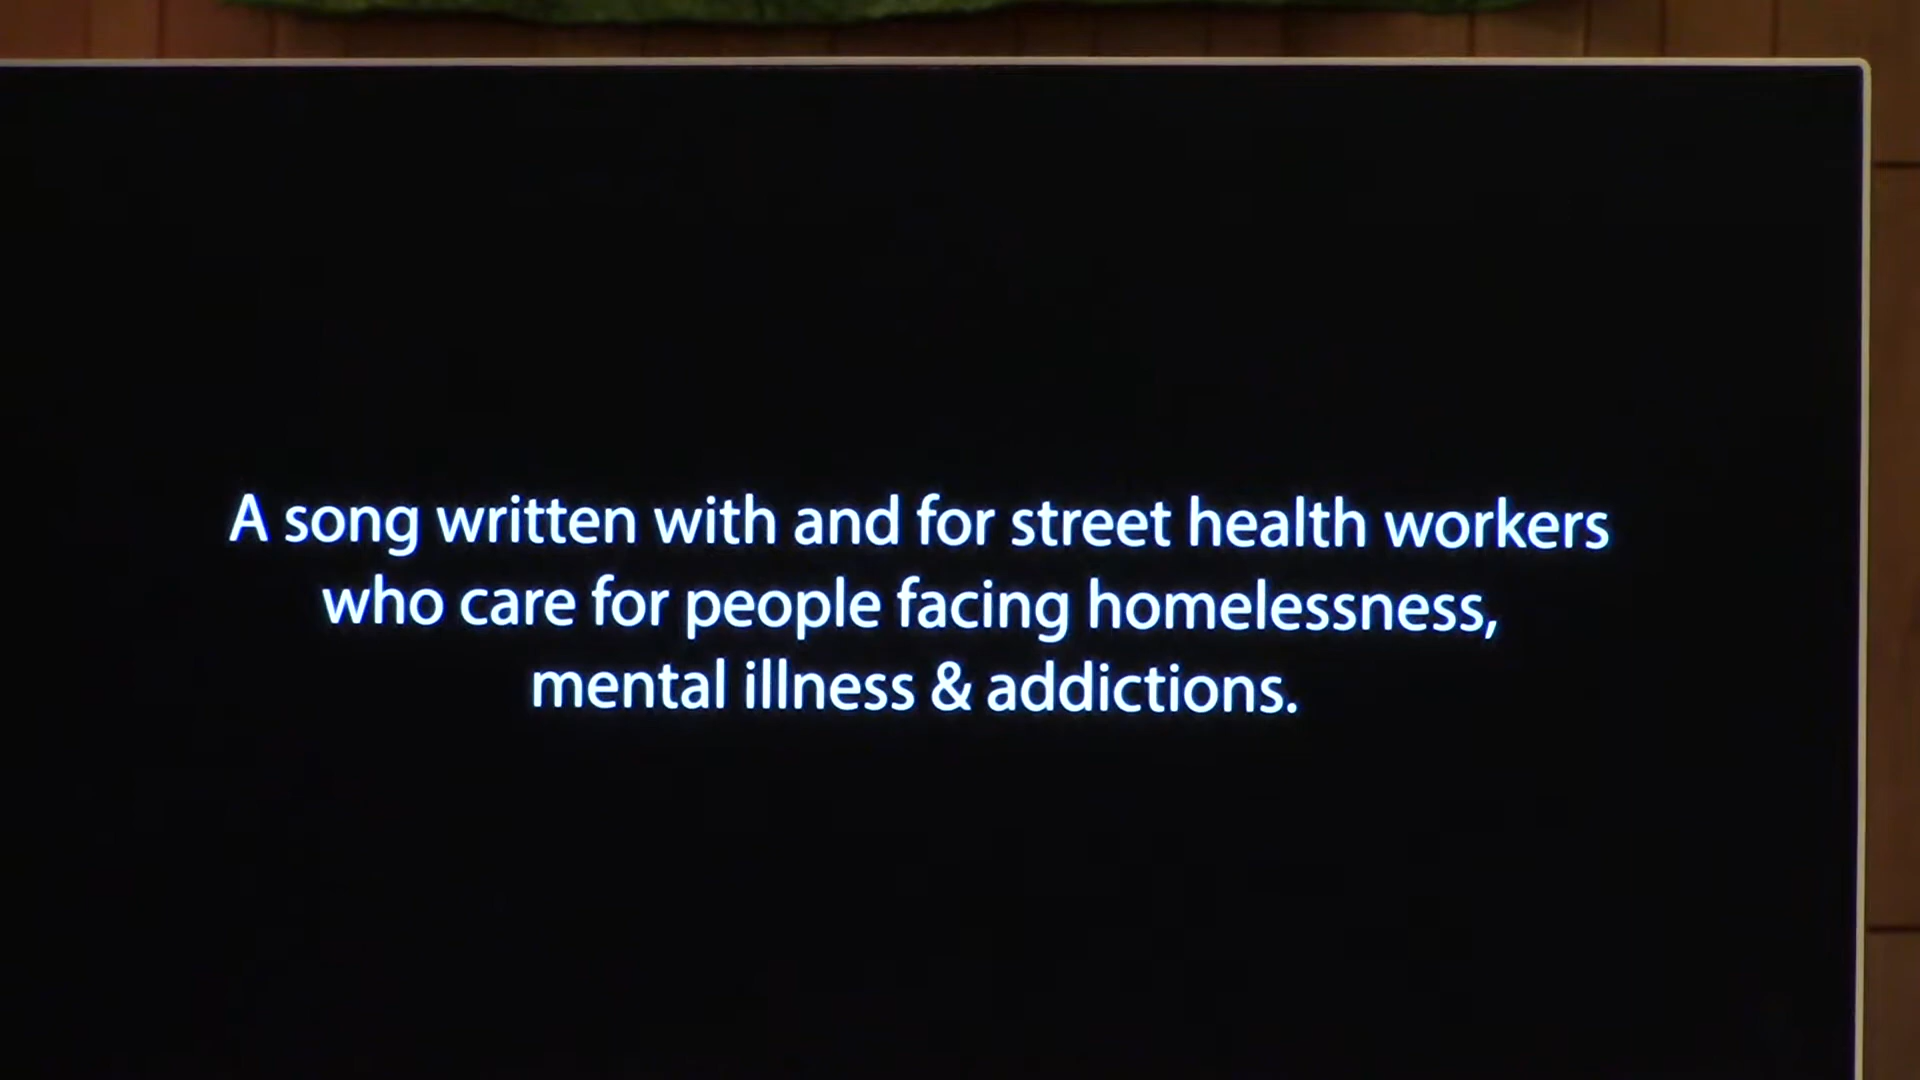 A song written with and for street health workers
who care for people facing homelessness,
mental illness & addictions.